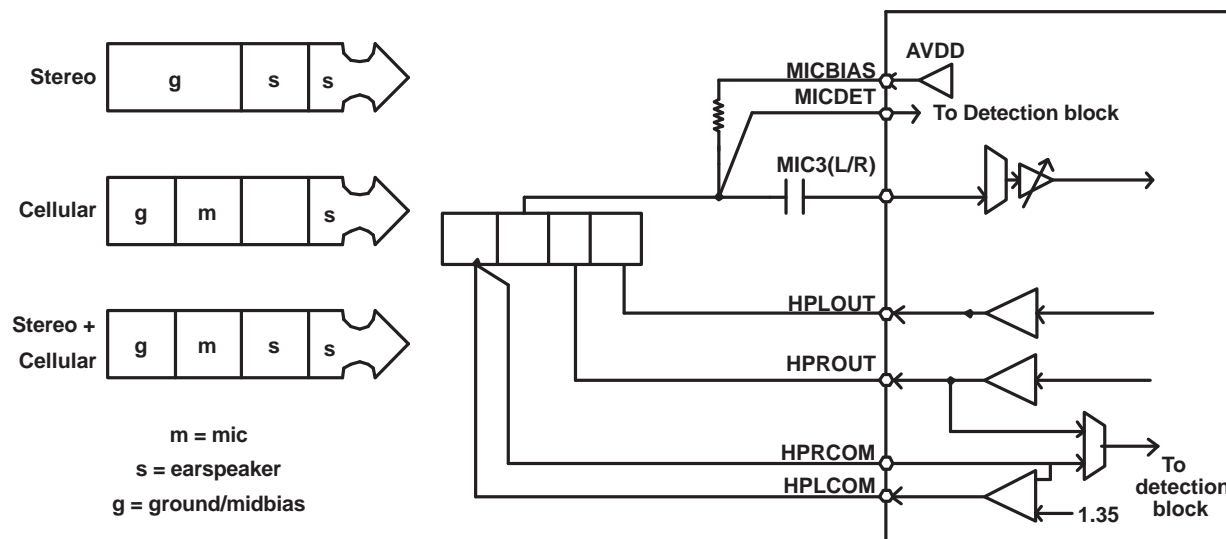 Stereo
g s s
Cellular
g m s
Stereo +
Cellular
g m s s
m = mic
s = earspeaker
g = ground/midbias
AVDD
MICBIAS
MICDET
To Detection block
MIC3(L/R)
HPLOUT
HPROUT
HPRCOM
HPLCOM
1.35
To
detection
block